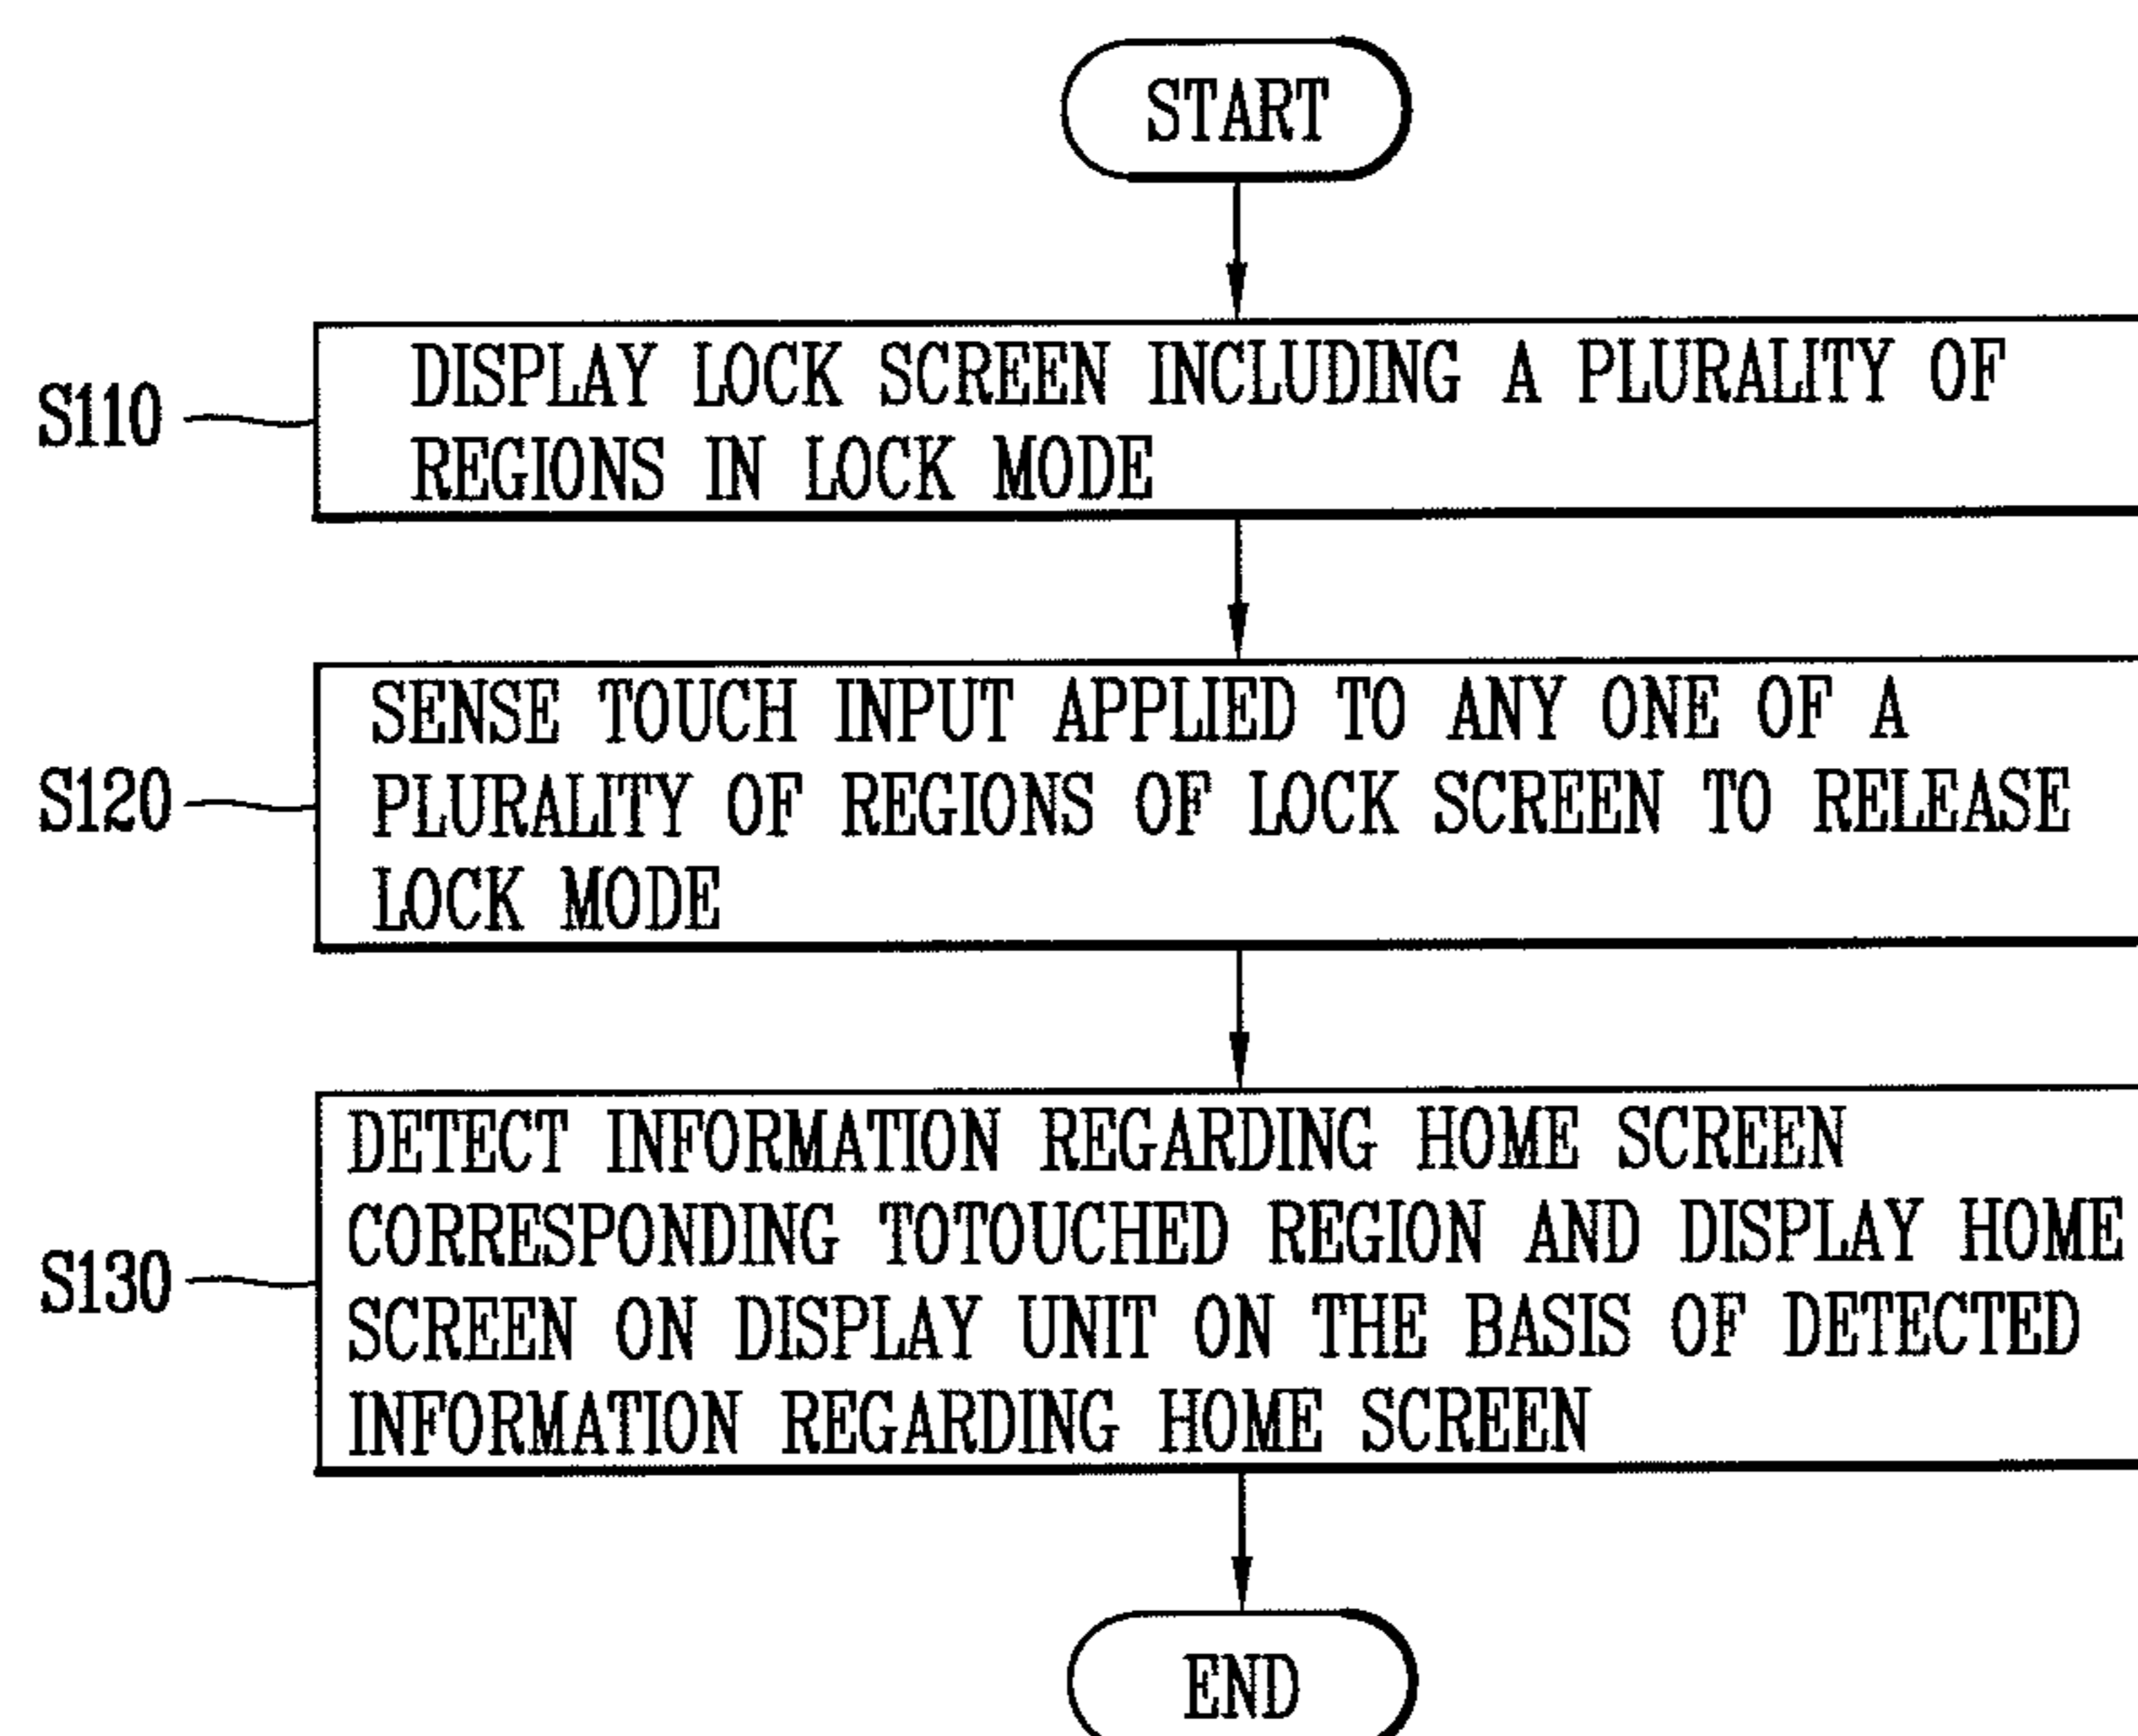 START
S110
DISPLAY LOCK SCREEN INCLUDING A PLURALITY OF
REGIONS IN LOCK MODE
S120
SENSE TOUCH INPUT APPLIED TO ANY ONE OF A
PLURALITY OF REGIONS OF LOCK SCREEN TO RELEASE
LOCK MODE
S130
DETECT INFORMATION REGARDING HOME SCREEN
CORRESPONDING TOTOUCHED REGION AND DISPLAY HOME
SCREEN ON DISPLAY UNIT ON THE BASIS OF DETECTED
INFORMATION REGARDING HOME SCREEN
END